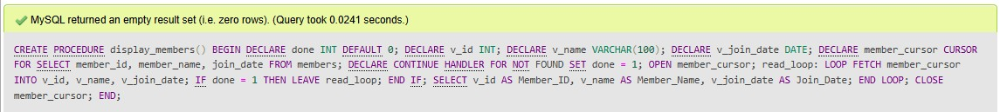 MySQL returned an empty result set (i.e. zero rows). (Query took 0.0241 seconds.)
CREATE PROCEDURE display_members() BEGIN DECLARE done INT DEFAULT 0; DECLARE v_id INT; DECLARE v_name VARCHAR(100); DECLARE v_join_date DATE; DECLARE member_cursor CURSOR
FOR SELECT member_id, member_name, join_date FROM members; DECLARE CONTINUE HANDLER FOR NOT FOUND SET done = 1; OPEN member_cursor; read_loop: LOOP FETCH member_cursor
INTO v_id, v_name, v_join_date; IF done = 1 THEN LEAVE read_loop; END IF; SELECT v_id AS Member_ID, v_name AS Member_Name, v_join_date AS Join_Date; END LOOP; CLOSE
member_cursor; END;